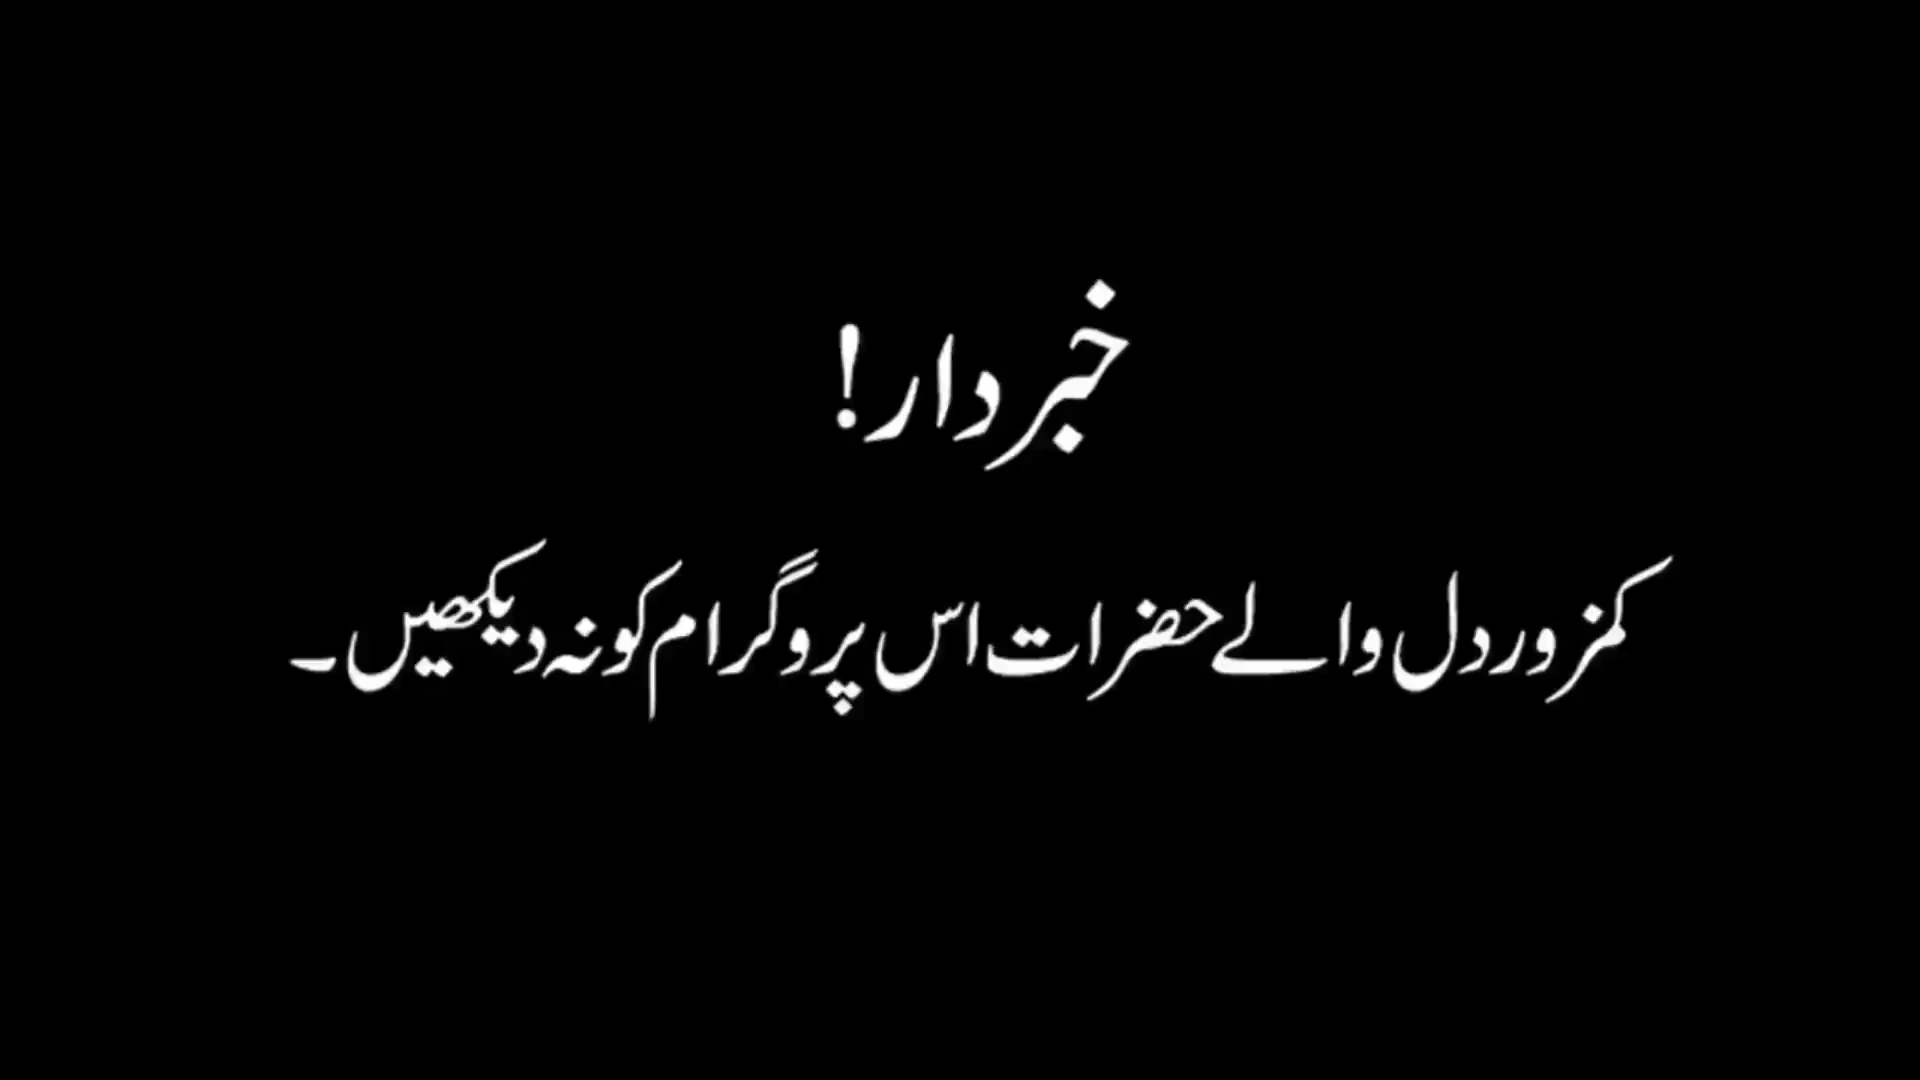 خبردار!
کمزور دل والے حضرات اس پروگرام کو نہ دیکھیں۔